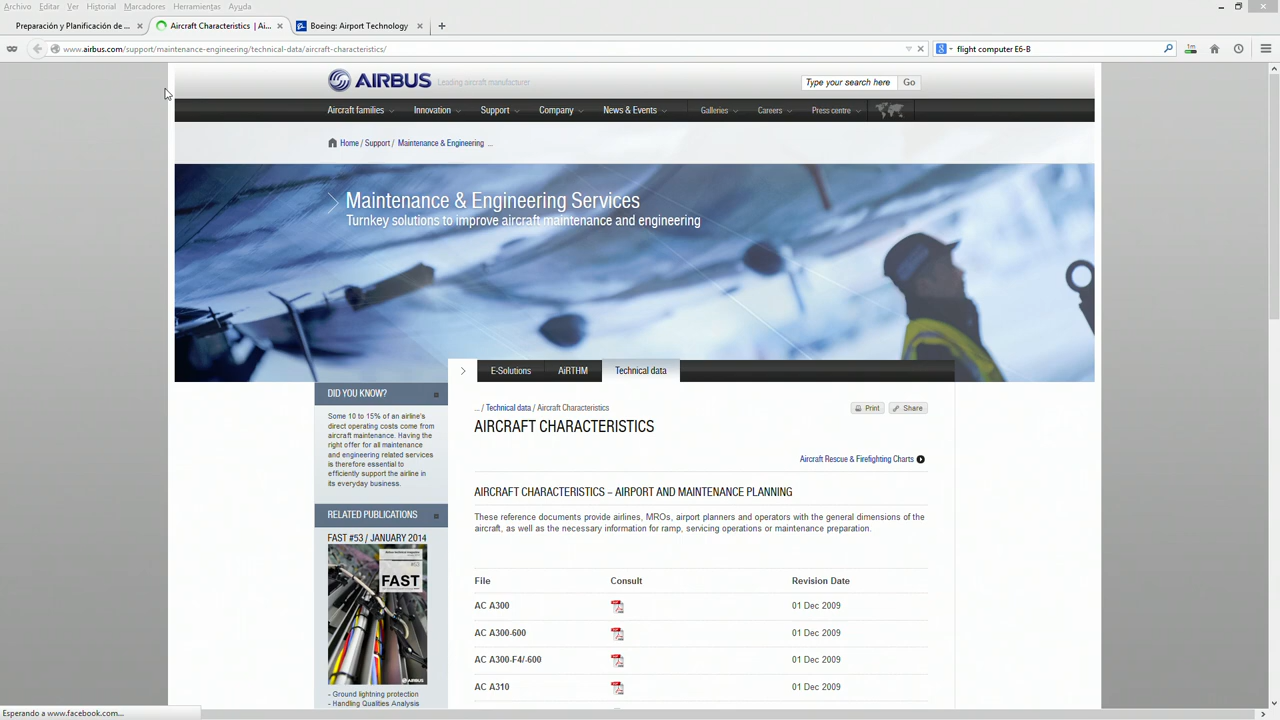 Archivo Editar Ver Historial Marcadores Herramientas Ayuda
Preparación y Planificación de ... × Aircraft Characteristics | Ai... × Boeing: Airport Technology × +
www.airbus.com/support/maintenance-engineering/technical-data/aircraft-characteristics/
flight computer E6-B
AIRBUS Leading aircraft manufacturer
Type your search here Go
Aircraft families Innovation Support Company News & Events Galleries Careers Press centre
Home / Support / Maintenance & Engineering ...
Maintenance & Engineering Services
Turnkey solutions to improve aircraft maintenance and engineering
E-Solutions AiRTHM Technical data
DID YOU KNOW?
Some 10 to 15% of an airline's
direct operating costs come from
aircraft maintenance. Having the
right offer for all maintenance
and engineering related services
is therefore essential to
efficiently support the airline in
its everyday business.
RELATED PUBLICATIONS
FAST #53 / JANUARY 2014
FAST
AIRBUS
- Ground lightning protection
- Handling Qualities Analysis
... / Technical data / Aircraft Characteristics
Print Share
AIRCRAFT CHARACTERISTICS
Aircraft Rescue & Firefighting Charts
AIRCRAFT CHARACTERISTICS – AIRPORT AND MAINTENANCE PLANNING
These reference documents provide airlines, MROs, airport planners and operators with the general dimensions of the
aircraft, as well as the necessary information for ramp, servicing operations or maintenance preparation.
File Consult Revision Date
AC A300 01 Dec 2009
AC A300-600 01 Dec 2009
AC A300-F4/-600 01 Dec 2009
AC A310 01 Dec 2009
Esperando a www.facebook.com...